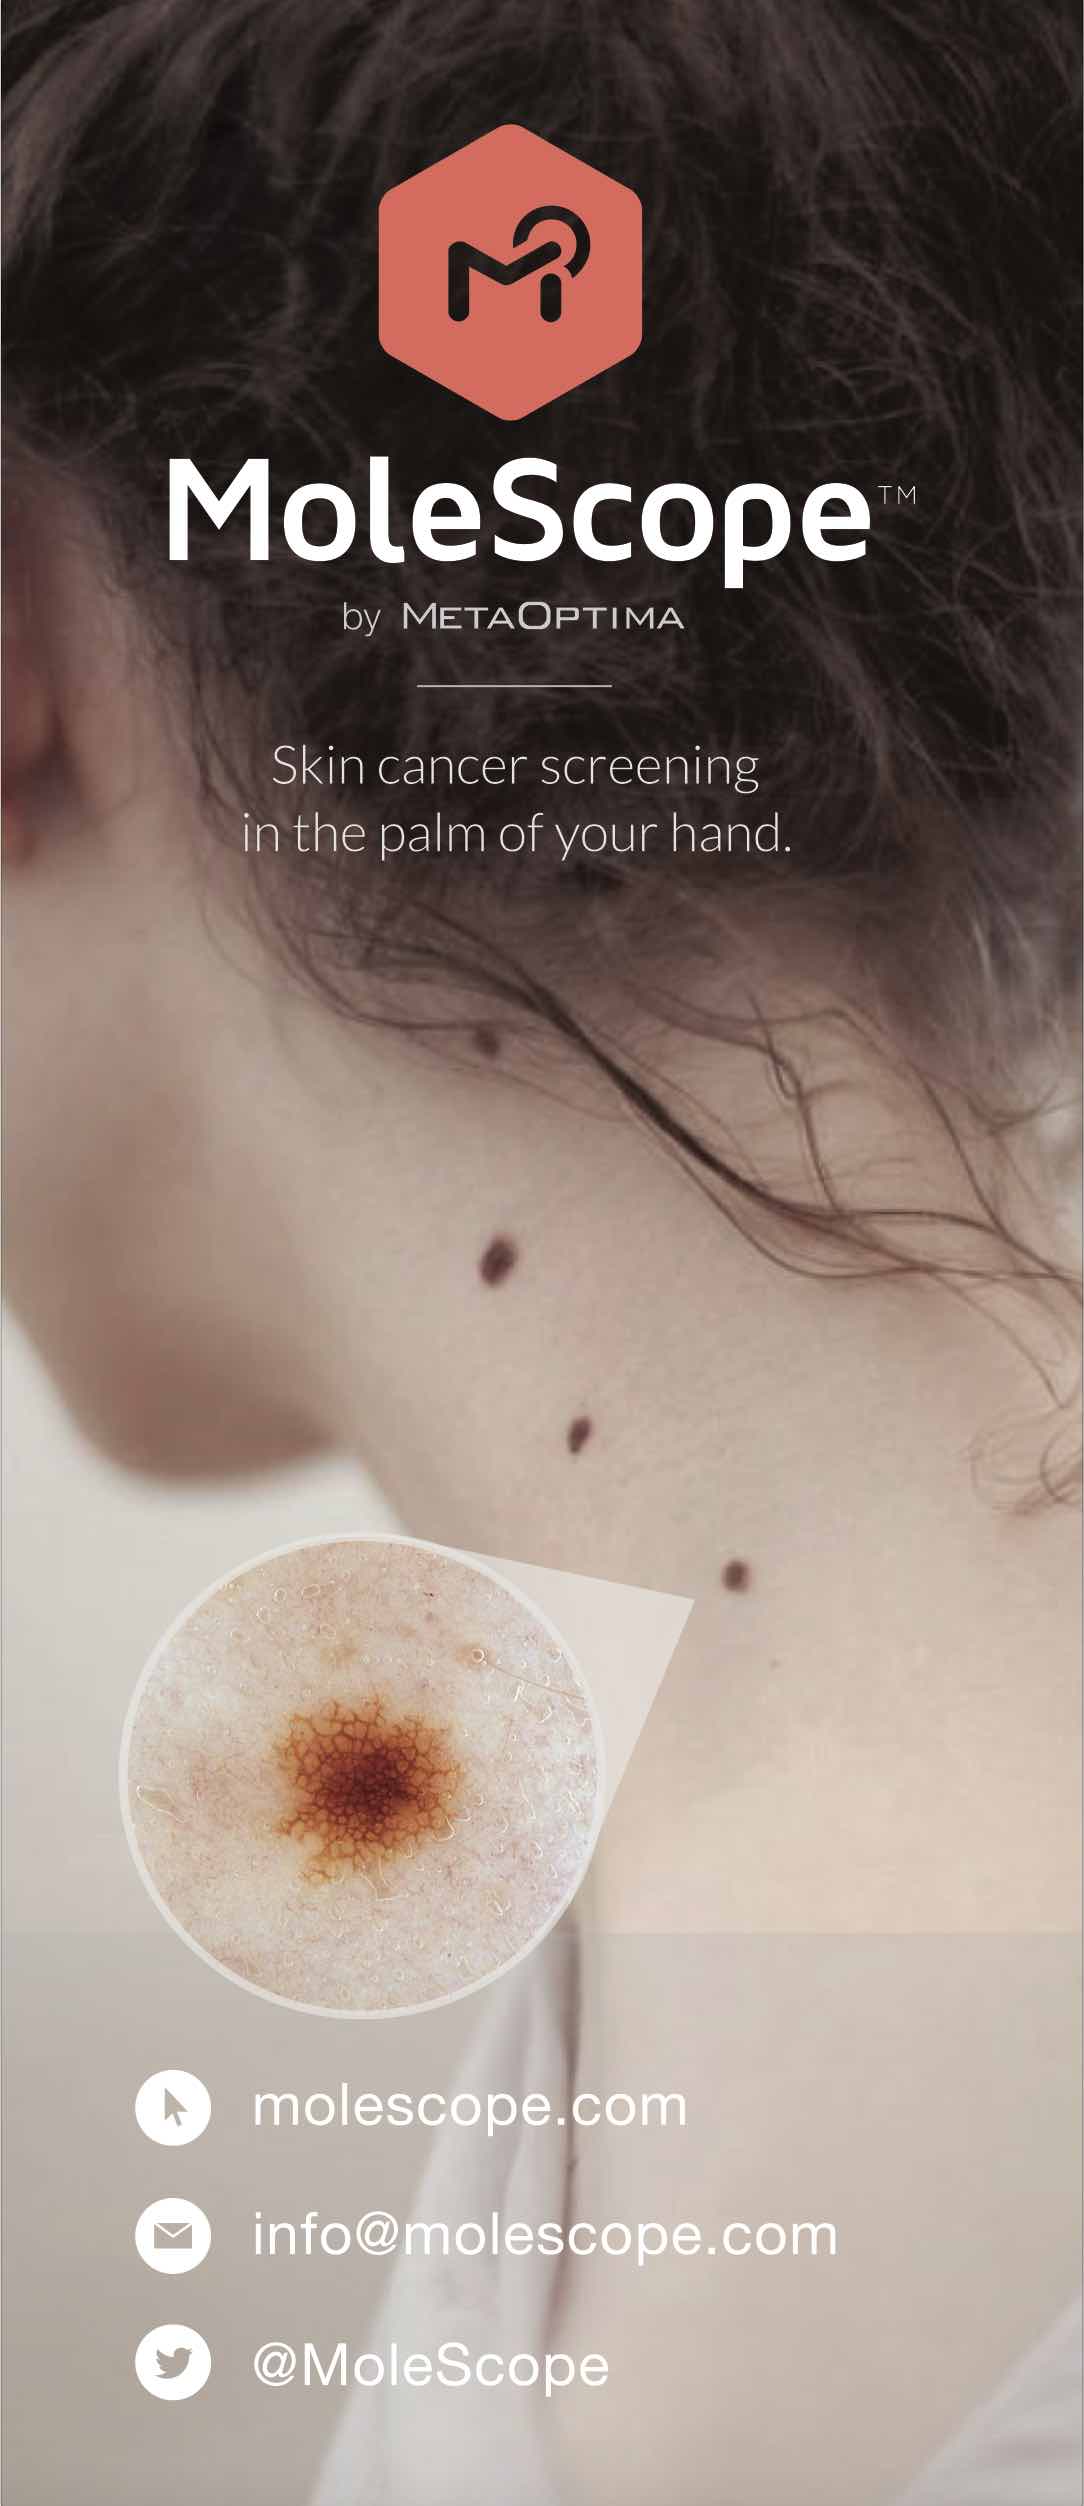 MoleScope™
by METAOPTIMA
Skin cancer screening
in the palm of your hand.
molescope.com
info@molescope.com
@MoleScope